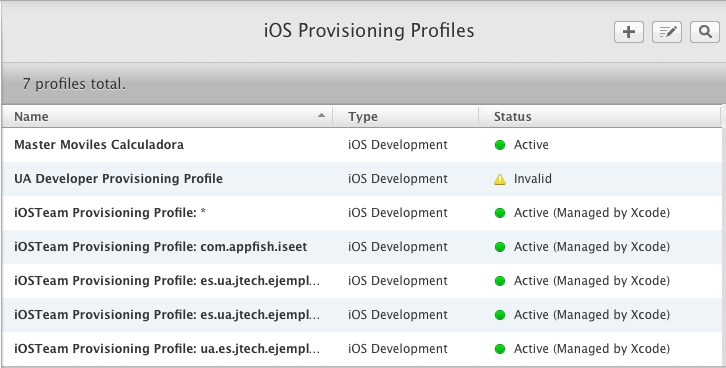 iOS Provisioning Profiles
7 profiles total.
Name Type Status
Master Moviles Calculadora iOS Development Active
UA Developer Provisioning Profile iOS Development Invalid
iOSTeam Provisioning Profile: * iOS Development Active (Managed by Xcode)
iOSTeam Provisioning Profile: com.appfish.iseet iOS Development Active (Managed by Xcode)
iOSTeam Provisioning Profile: es.ua.jtech.ejempl... iOS Development Active (Managed by Xcode)
iOSTeam Provisioning Profile: es.ua.jtech.ejempl... iOS Development Active (Managed by Xcode)
iOSTeam Provisioning Profile: ua.es.jtech.ejempl... iOS Development Active (Managed by Xcode)